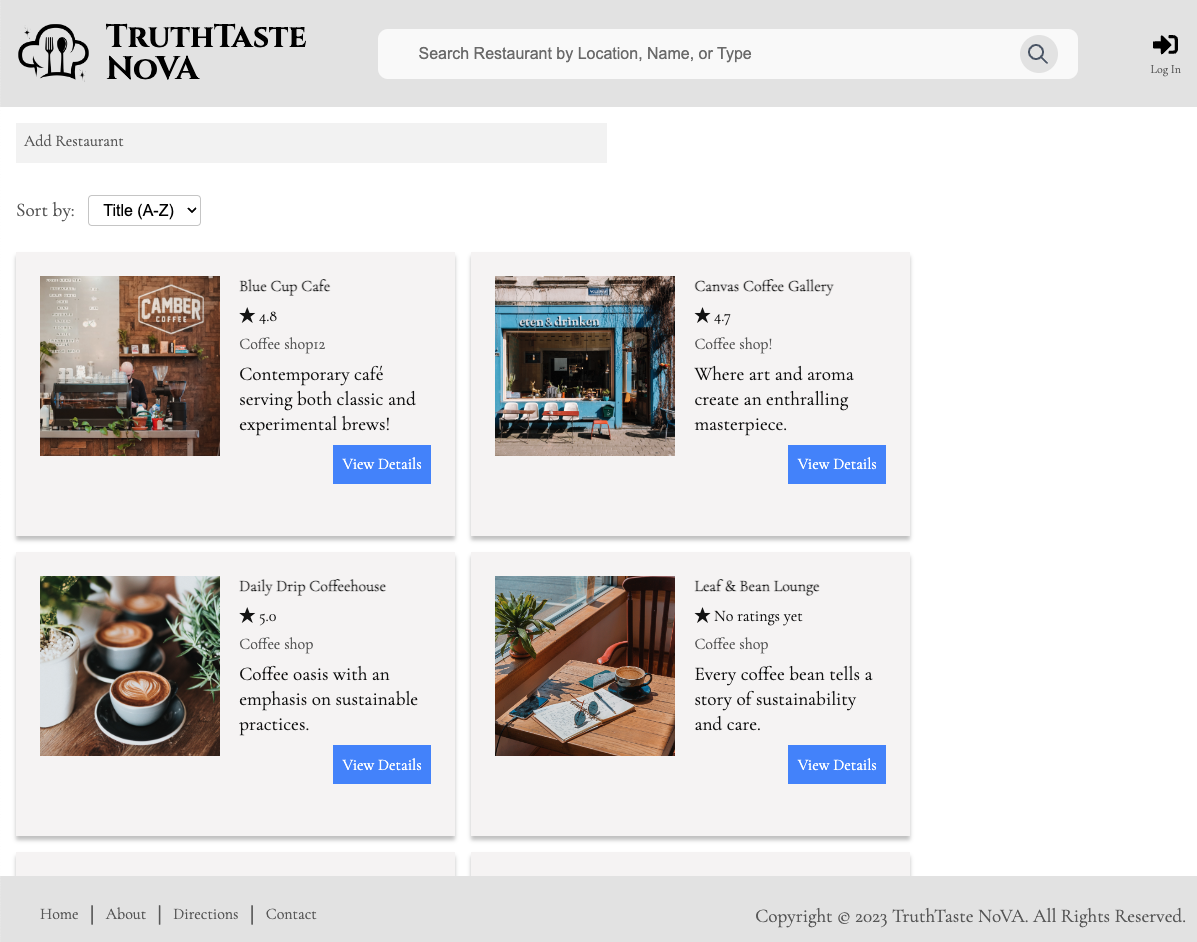 TruthTaste
NoVA
Search Restaurant by Location, Name, or Type
Log In
Add Restaurant
Sort by:
Title (A-Z)
CAMBER
COFFEE
Blue Cup Cafe
4.8
Coffee shop12
Contemporary café
serving both classic and
experimental brews!
View Details
eten & drinken
Canvas Coffee Gallery
4.7
Coffee shop!
Where art and aroma
create an enthralling
masterpiece.
View Details
Daily Drip Coffeehouse
5.0
Coffee shop
Coffee oasis with an
emphasis on sustainable
practices.
View Details
Leaf & Bean Lounge
No ratings yet
Coffee shop
Every coffee bean tells a
story of sustainability
and care.
View Details
Home | About | Directions | Contact
Copyright @ 2023 TruthTaste NoVA. All Rights Reserved.